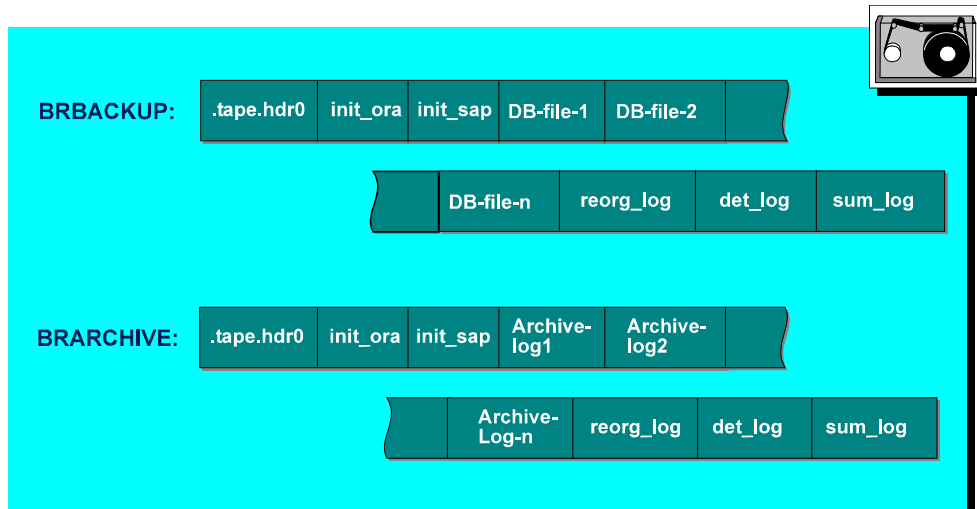 BRBACKUP: .tape.hdr0 init_ora init_sap DB-file-1 DB-file-2
DB-file-n reorg_log det_log sum_log
BRARCHIVE: .tape.hdr0 init_ora init_sap Archive-log1 Archive-log2
Archive-Log-n reorg_log det_log sum_log